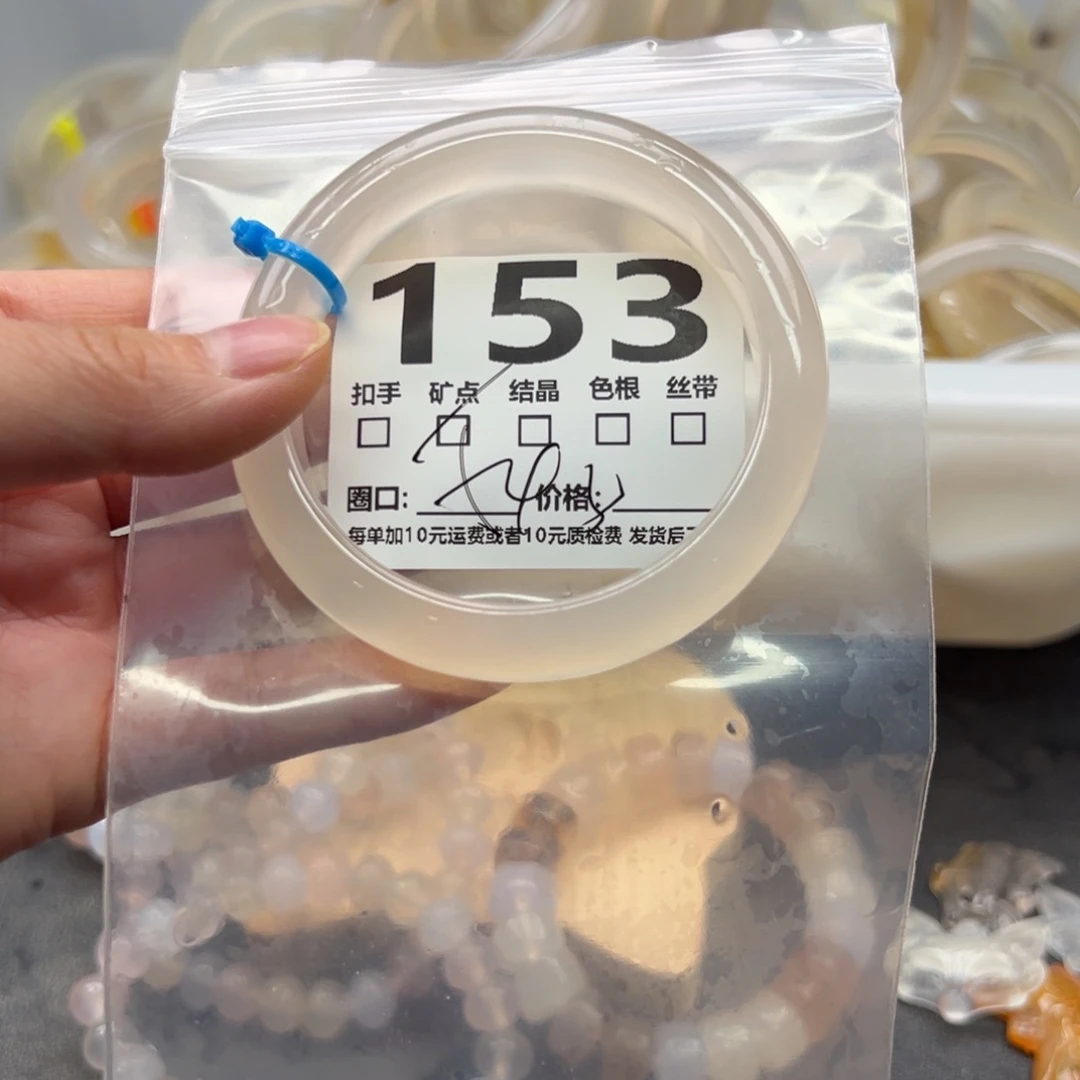 153
扣手 矿点 结晶 色根 丝带
圈口: 价格:
每单加10元运费或者10元质检费 发货后